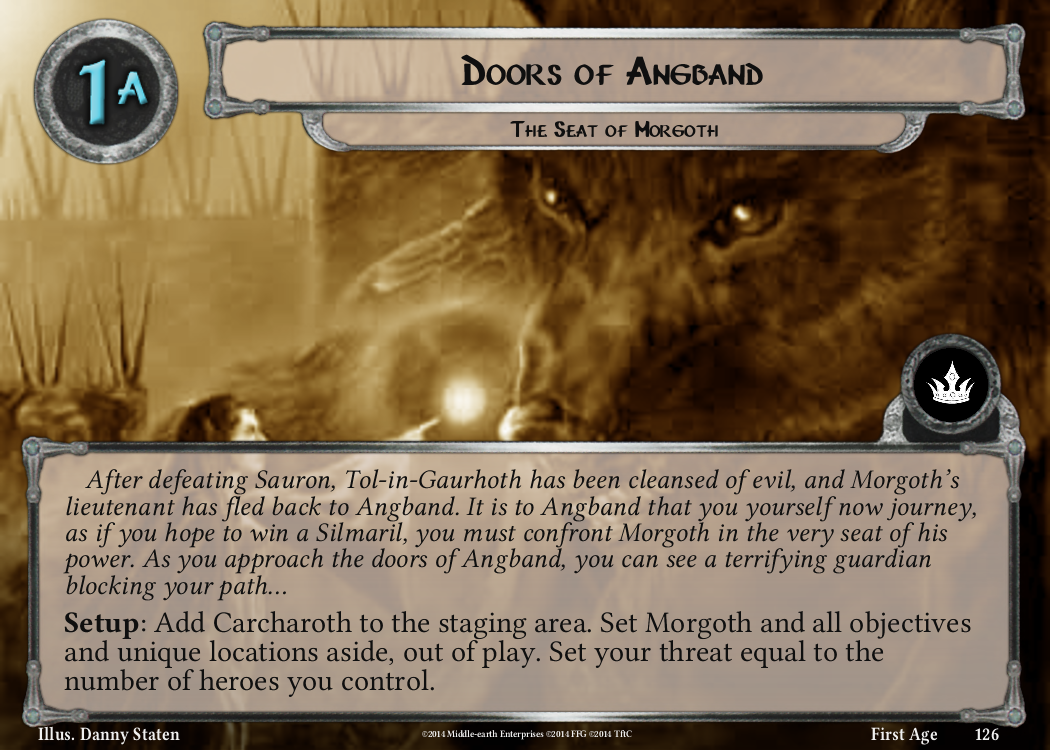 1A
Doors of Angband
The Seat of Morgoth
After defeating Sauron, Tol-in-Gaurhoth has been cleansed of evil, and Morgoth's
lieutenant has fled back to Angband. It is to Angband that you yourself now journey,
as if you hope to win a Silmaril, you must confront Morgoth in the very seat of his
power. As you approach the doors of Angband, you can see a terrifying guardian
blocking your path...
Setup: Add Carcharoth to the staging area. Set Morgoth and all objectives
and unique locations aside, out of play. Set your threat equal to the
number of heroes you control.
Illus. Danny Staten
©2014 Middle-earth Enterprises ©2014 FFG ©2014 TftC
First Age 126